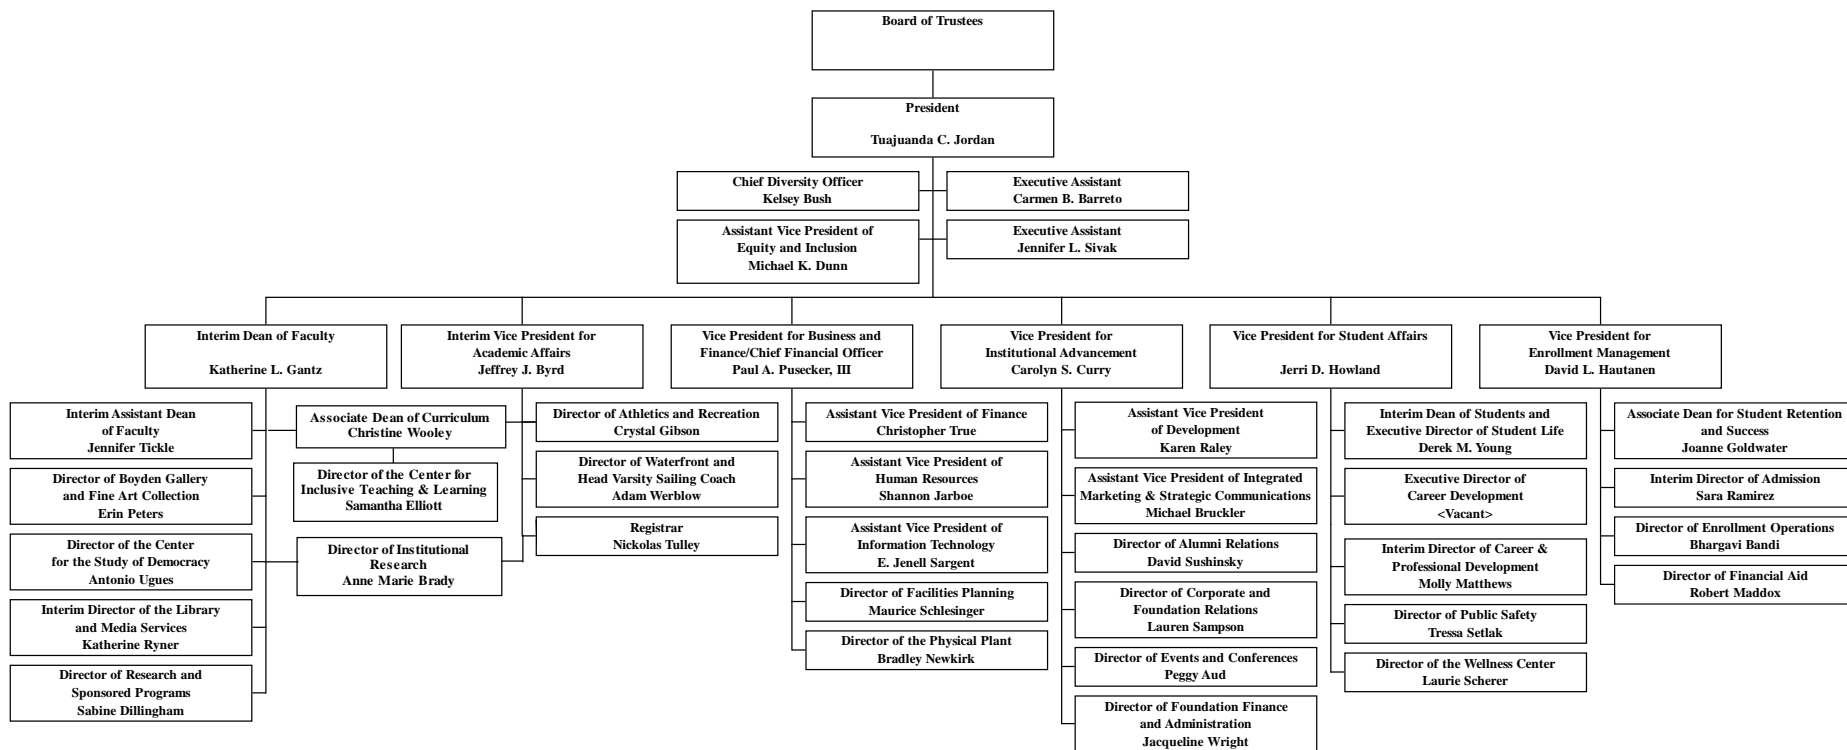 Board of Trustees
President
Tuajuanda C. Jordan
Chief Diversity Officer
Kelsey Bush
Executive Assistant
Carmen B. Barreto
Assistant Vice President of
Equity and Inclusion
Michael K. Dunn
Executive Assistant
Jennifer L. Sivak
Interim Dean of Faculty
Katherine L. Gantz
Interim Vice President for
Academic Affairs
Jeffrey J. Byrd
Vice President for Business and
Finance/Chief Financial Officer
Paul A. Pusecker, III
Vice President for
Institutional Advancement
Carolyn S. Curry
Vice President for Student Affairs
Jerri D. Howland
Vice President for
Enrollment Management
David L. Hautanen
Interim Assistant Dean
of Faculty
Jennifer Tickle
Director of Boyden Gallery
and Fine Art Collection
Erin Peters
Director of the Center
for the Study of Democracy
Antonio Ugues
Interim Director of the Library
and Media Services
Katherine Ryner
Director of Research and
Sponsored Programs
Sabine Dillingham
Associate Dean of Curriculum
Christine Wooley
Director of the Center for
Inclusive Teaching & Learning
Samantha Elliott
Director of Institutional
Research
Anne Marie Brady
Director of Athletics and Recreation
Crystal Gibson
Director of Waterfront and
Head Varsity Sailing Coach
Adam Werblow
Registrar
Nickolas Tulley
Assistant Vice President of Finance
Christopher True
Assistant Vice President of
Human Resources
Shannon Jarboe
Assistant Vice President of
Information Technology
E. Jenell Sargent
Director of Facilities Planning
Maurice Schlesinger
Director of the Physical Plant
Bradley Newkirk
Assistant Vice President
of Development
Karen Raley
Assistant Vice President of Integrated
Marketing & Strategic Communications
Michael Bruckler
Director of Alumni Relations
David Sushinsky
Director of Corporate and
Foundation Relations
Lauren Sampson
Director of Events and Conferences
Peggy Aud
Director of Foundation Finance
and Administration
Jacqueline Wright
Interim Dean of Students and
Executive Director of Student Life
Derek M. Young
Executive Director of
Career Development
<Vacant>
Interim Director of Career &
Professional Development
Molly Matthews
Director of Public Safety
Tressa Setlak
Director of the Wellness Center
Laurie Scherer
Associate Dean for Student Retention
and Success
Joanne Goldwater
Interim Director of Admission
Sara Ramirez
Director of Enrollment Operations
Bhargavi Bandi
Director of Financial Aid
Robert Maddox